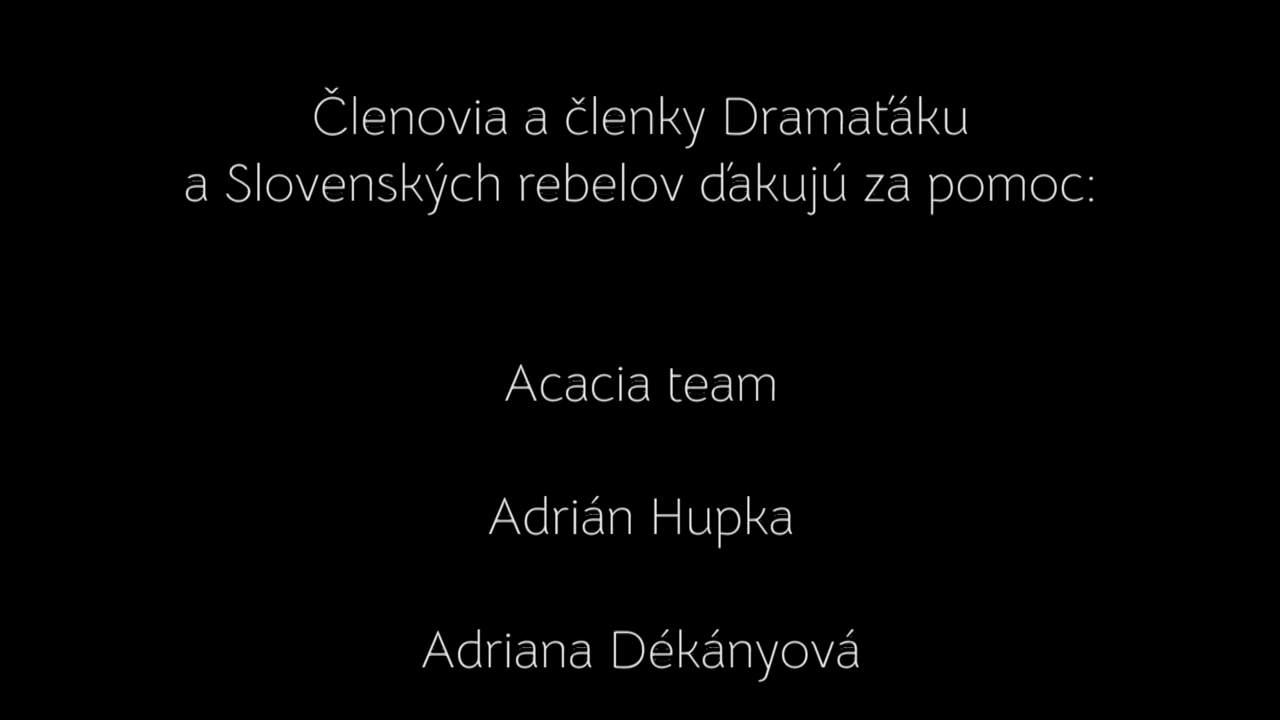 Členovia a členky Dramaťáku
a Slovenských rebelov ďakujú za pomoc:
Acacia team
Adrián Hupka
Adriana Dékányová